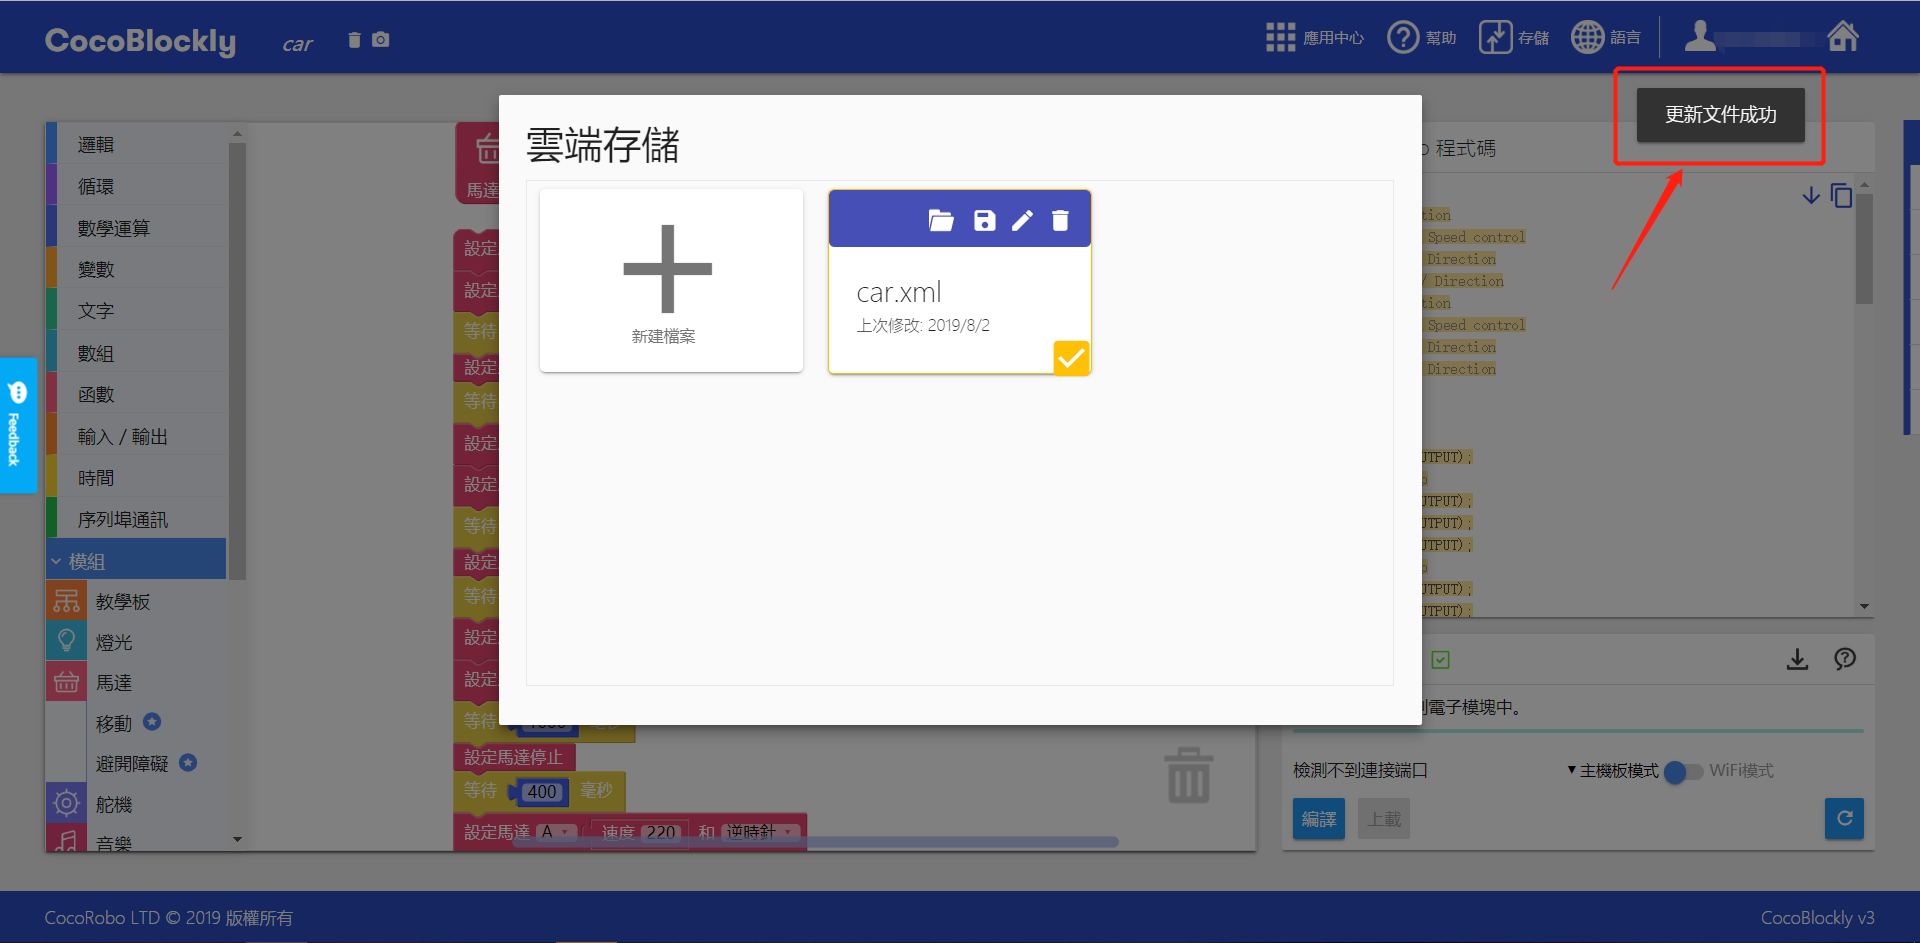 CocoBlockly
car
應用中心
幫助
存儲
語言
更新文件成功
邏輯
循環
數學運算
變數
文字
數組
函數
輸入 / 輸出
時間
序列埠通訊
模組
教學板
燈光
馬達
移動
避開障礙
舵機
音樂
Feedback
馬達
設定
設定
等待
設定
等待
設定
設定
等待
設定
等待
設定
設定
等待
毫秒
設定馬達停止
等待 400 毫秒
設定馬達 A 速度 220 和 逆時針
雲端存儲
新建檔案
car.xml
上次修改: 2019/8/2
程式碼
tion
Speed control
Direction
/ Direction
tion
Speed control
Direction
Direction
UTPUT);
UTPUT);
UTPUT);
UTPUT);
UTPUT);
UTPUT);
電子模塊中。
檢測不到連接端口
主機板模式
WiFi模式
編譯
上載
CocoRobo LTD © 2019 版權所有
CocoBlockly v3